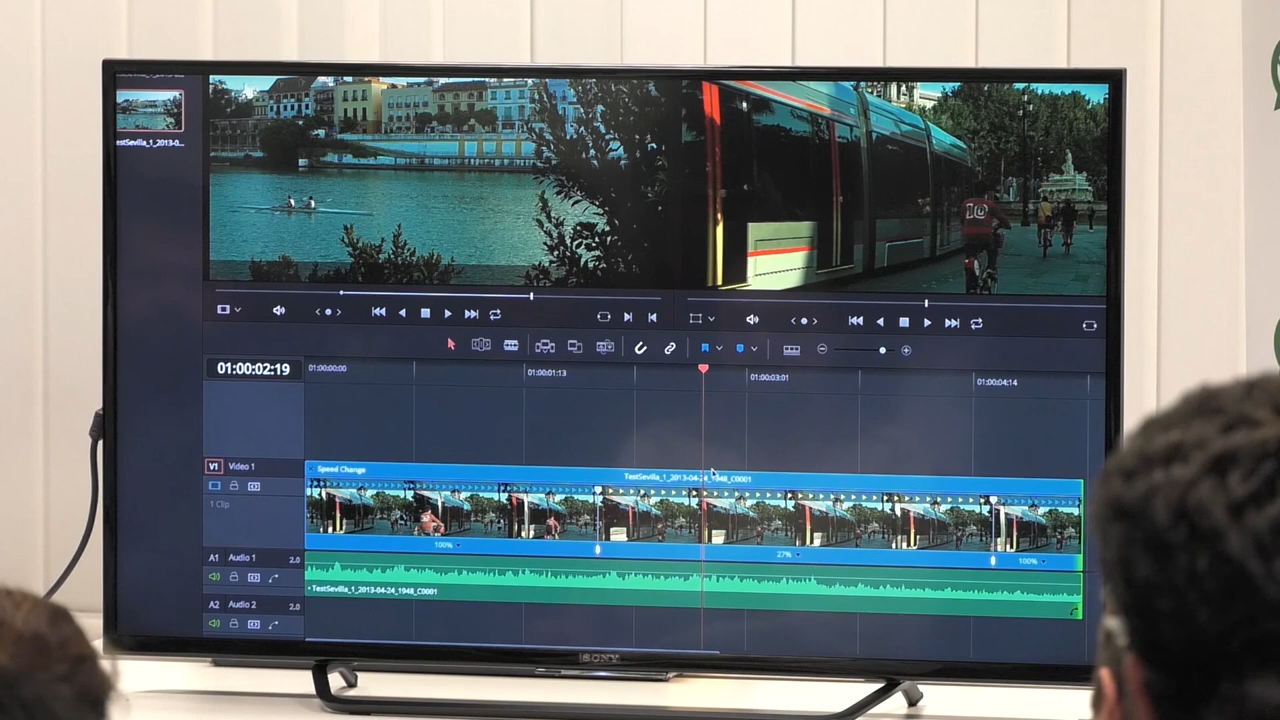 estSevilla_1_2013-0...
10
01:00:02:19
01:00:00:00
01:00:01:13
01:00:03:01
01:00:04:14
V1 Video 1
Speed Change
TestSevilla_1_2013-04-24_1948_C0001
1 Clip
100%
27%
100%
A1 Audio 1 2.0
TestSevilla_1_2013-04-24_1948_C0001
A2 Audio 2 2.0
SONY